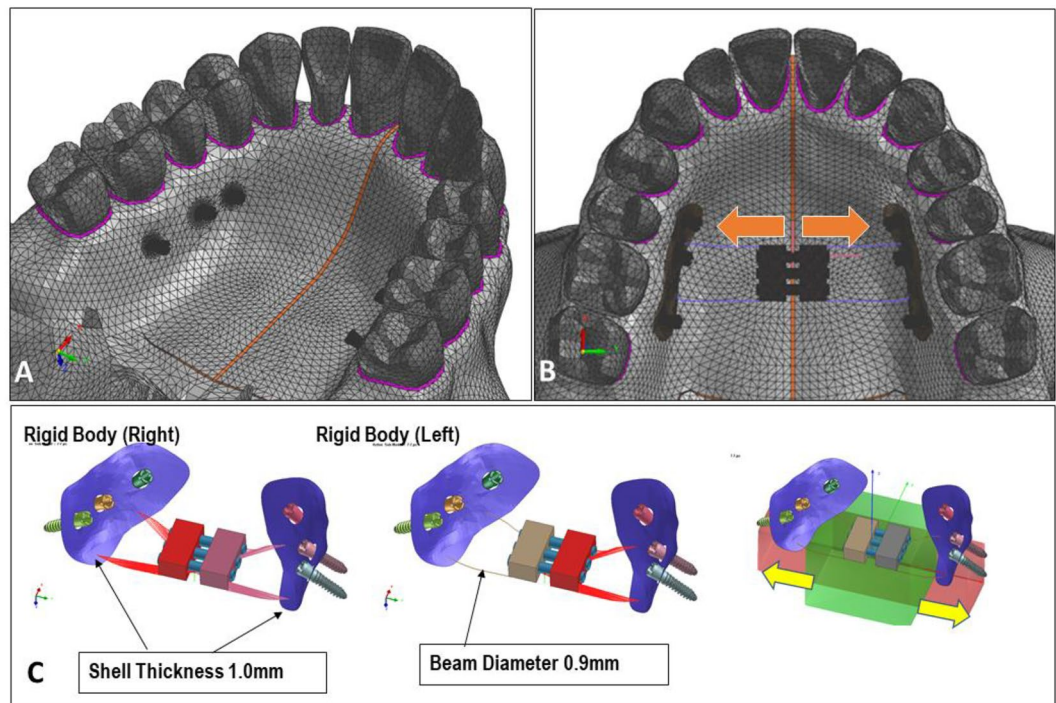 A
B
Rigid Body (Right)
Rigid Body (Left)
Shell Thickness 1.0mm
Beam Diameter 0.9mm
C